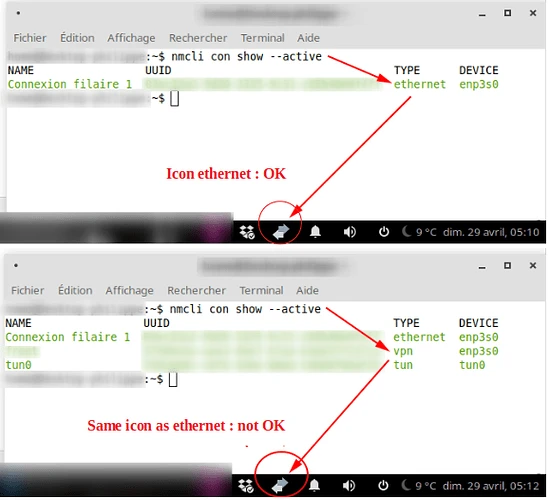 Fichier Édition Affichage Rechercher Terminal Aide
:~$ nmcli con show --active
NAME UUID TYPE DEVICE
Connexion filaire 1 ethernet enp3s0
:~$
Icon ethernet : OK
9 °C dim. 29 avril, 05:10
Fichier Édition Affichage Rechercher Terminal Aide
:~$ nmcli con show --active
NAME UUID TYPE DEVICE
Connexion filaire 1 ethernet enp3s0
vpn enp3s0
tun0 tun tun0
:~$
Same icon as ethernet : not OK
9 °C dim. 29 avril, 05:12